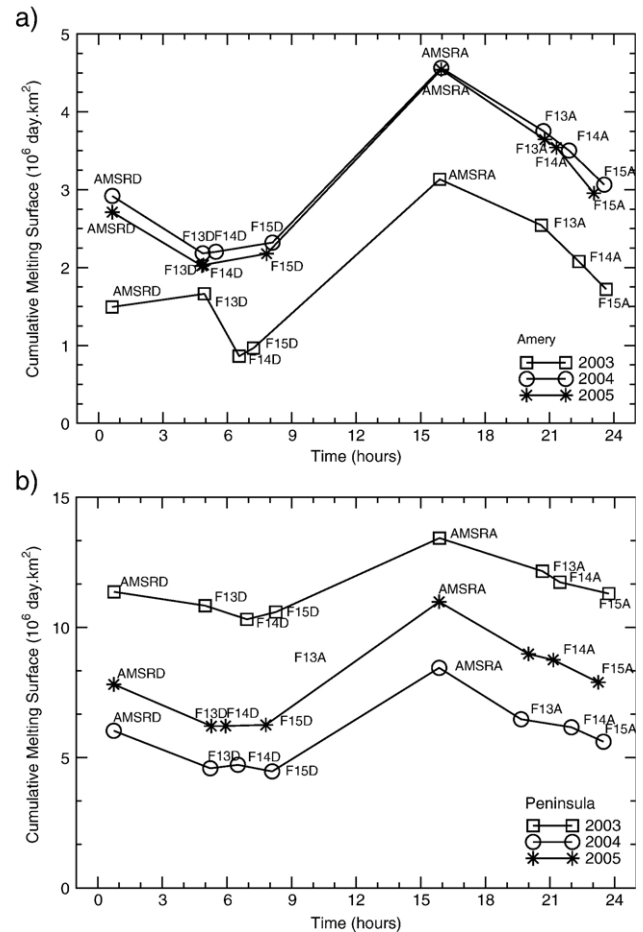 a)
Cumulative Melting Surface (10⁶ day.km²)
5
4
3
2
1
0
AMSRA
AMSRA
F13A
F14A
F13A
F14A
F15A
F15A
AMSRD
AMSRD
F13D
F14D
F15D
F13D
F14D
F15D
AMSRA
F13A
F14A
F15A
AMSRD
F13D
F15D
F14D
Amery
2003
2004
2005
0 3 6 9 12 15 18 21 24
Time (hours)
b)
Cumulative Melting Surface (10⁶ day.km²)
15
10
5
0
AMSRD
F13D
F14D
F15D
AMSRA
F13A
F14A
F15A
AMSRD
F13D
F14D
F15D
F13A
AMSRA
F14A
F15A
AMSRD
F13D
F14D
F15D
AMSRA
F13A
F14A
F15A
Peninsula
2003
2004
2005
0 3 6 9 12 15 18 21 24
Time (hours)